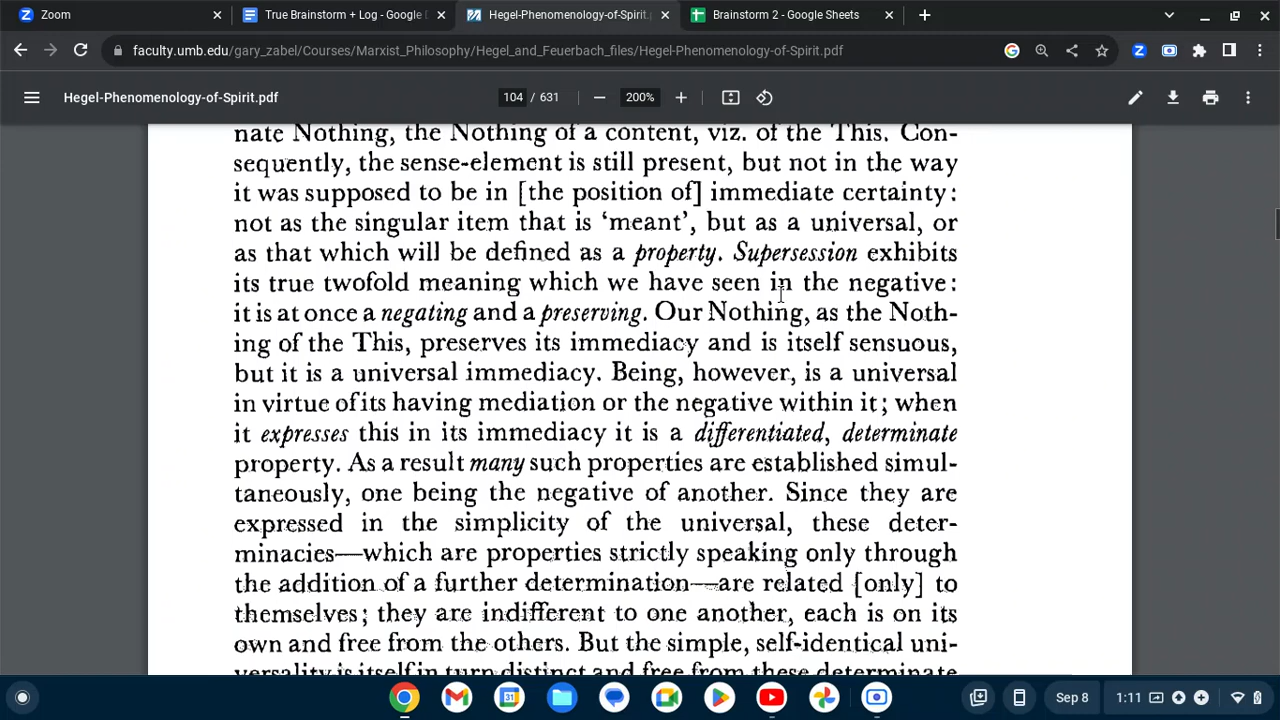 Zoom
True Brainstorm + Log - Google D
Hegel-Phenomenology-of-Spirit.p
Brainstorm 2 - Google Sheets
faculty.umb.edu/gary_zabel/Courses/Marxist_Philosophy/Hegel_and_Feuerbach_files/Hegel-Phenomenology-of-Spirit.pdf
Hegel-Phenomenology-of-Spirit.pdf
104 / 631
200%
nate Nothing, the Nothing of a content, viz. of the This. Con-
sequently, the sense-element is still present, but not in the way
it was supposed to be in [the position of] immediate certainty:
not as the singular item that is ‘meant’, but as a universal, or
as that which will be defined as a property. Supersession exhibits
its true twofold meaning which we have seen in the negative:
it is at once a negating and a preserving. Our Nothing, as the Noth-
ing of the This, preserves its immediacy and is itself sensuous,
but it is a universal immediacy. Being, however, is a universal
in virtue of its having mediation or the negative within it; when
it expresses this in its immediacy it is a differentiated, determinate
property. As a result many such properties are established simul-
taneously, one being the negative of another. Since they are
expressed in the simplicity of the universal, these deter-
minacies—which are properties strictly speaking only through
the addition of a further determination—are related [only] to
themselves; they are indifferent to one another, each is on its
own and free from the others. But the simple, self-identical uni-
versality is itself in turn distinct and free from these determinate
Sep 8
1:11